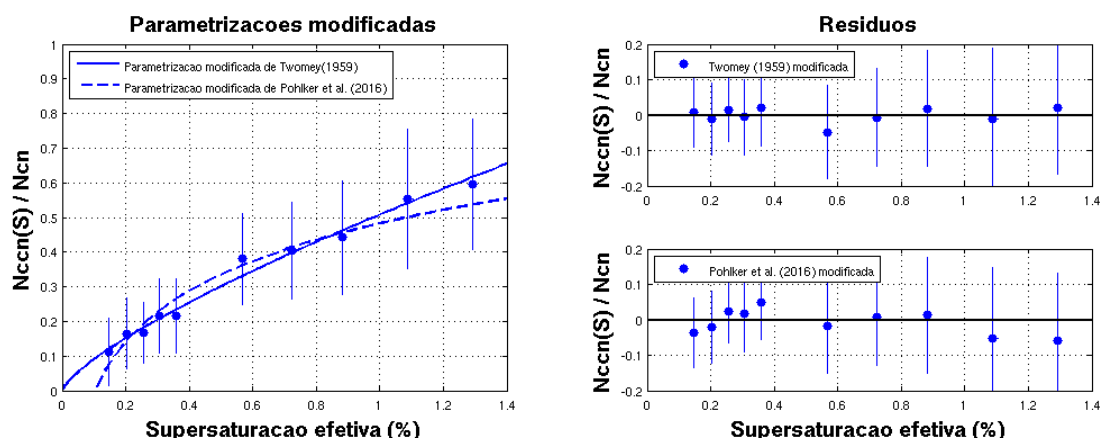 Parametrizacoes modificadas
Nccn(S) / Ncn
1
0.9
0.8
0.7
0.6
0.5
0.4
0.3
0.2
0.1
0
Parametrizacao modificada de Twomey(1959)
Parametrizacao modificada de Pohlker et al. (2016)
0 0.2 0.4 0.6 0.8 1 1.2 1.4
Supersaturacao efetiva (%)
Residuos
Nccn(S) / Ncn
0.2
0.1
0
-0.1
-0.2
Twomey (1959) modificada
0 0.2 0.4 0.6 0.8 1 1.2 1.4
Nccn(S) / Ncn
0.2
0.1
0
-0.1
-0.2
Pohlker et al. (2016) modificada
0 0.2 0.4 0.6 0.8 1 1.2 1.4
Supersaturacao efetiva (%)